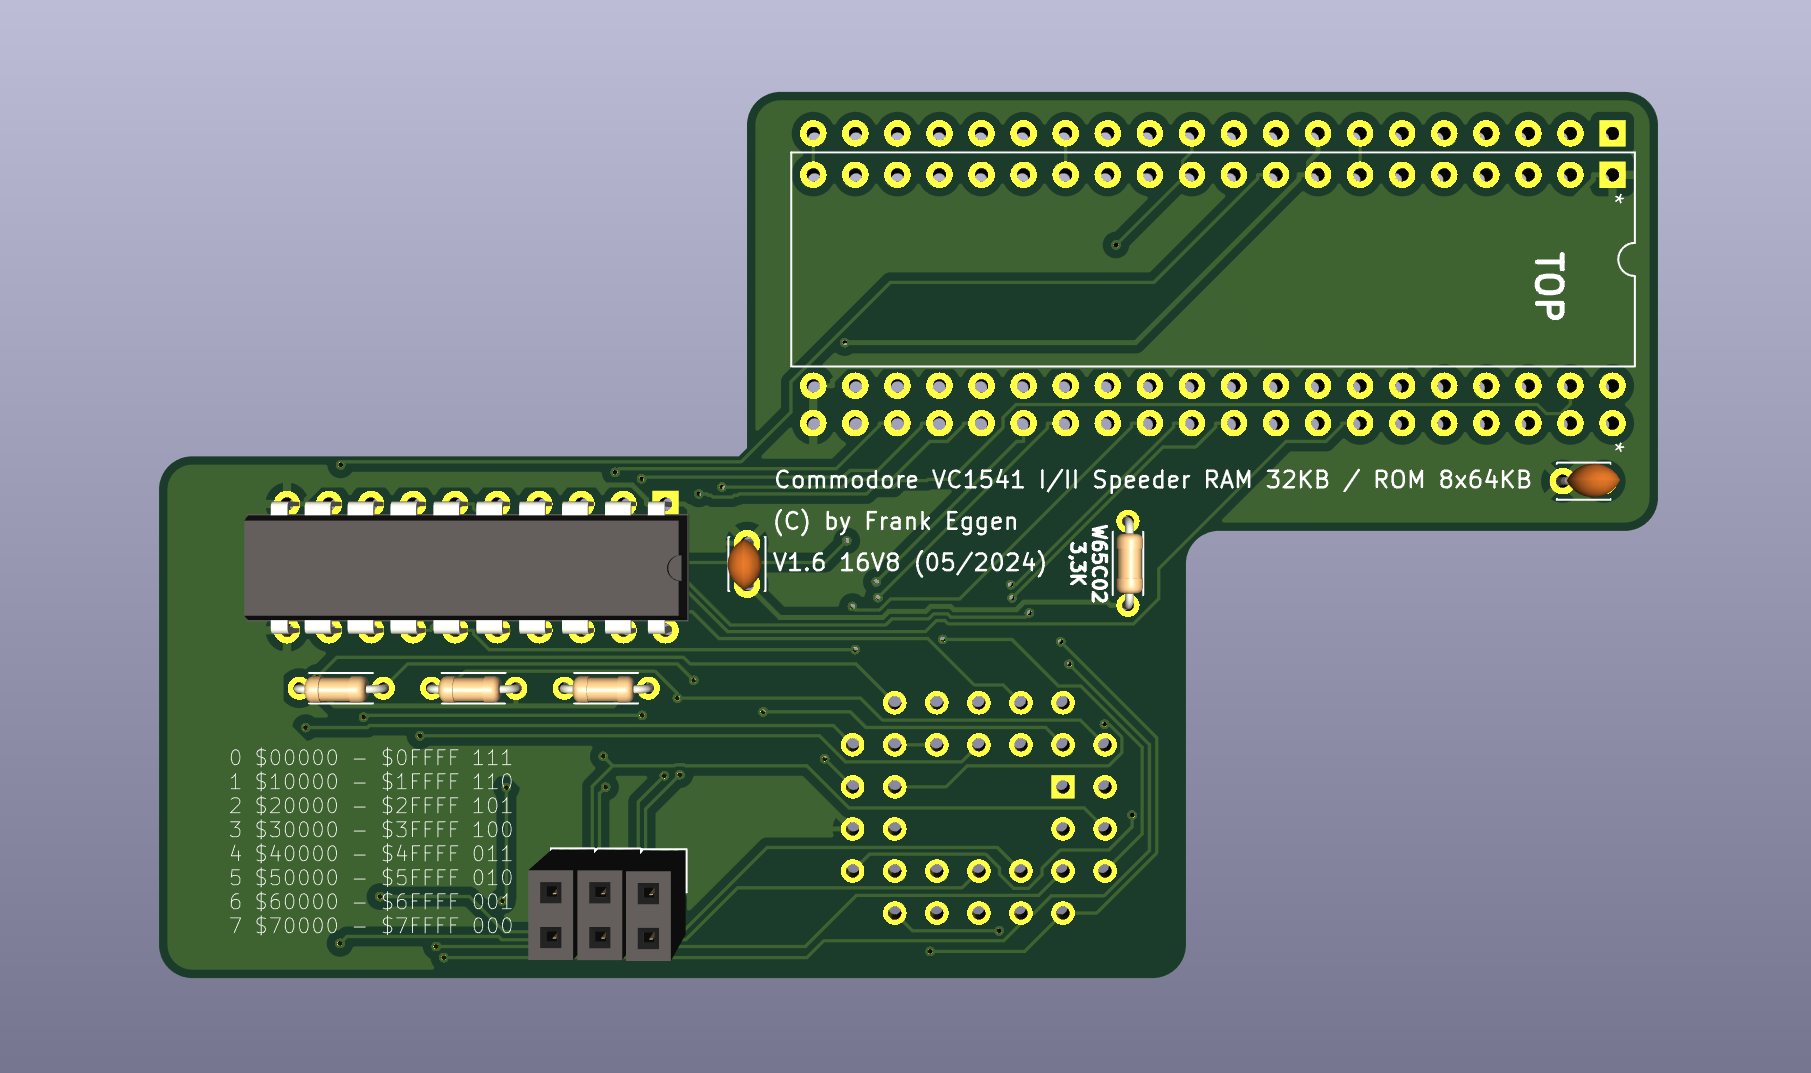 *
TOP
*
Commodore VC1541 I/II Speeder RAM 32KB / ROM 8x64KB
(C) by Frank Eggen
V1.6 16V8 (05/2024)
W65C02
3,3K
0 $00000 – $0FFFF 111
1 $10000 – $1FFFF 110
2 $20000 – $2FFFF 101
3 $30000 – $3FFFF 100
4 $40000 – $4FFFF 011
5 $50000 – $5FFFF 010
6 $60000 – $6FFFF 001
7 $70000 – $7FFFF 000